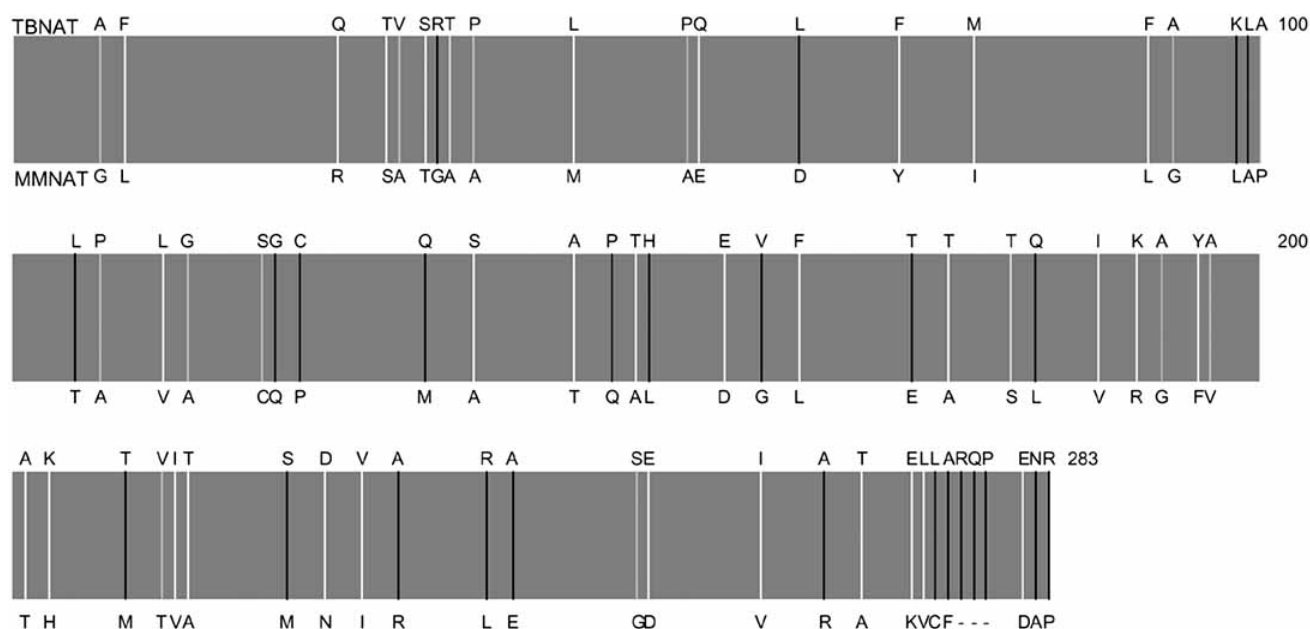 TBNAT A F Q TV SRT P L PQ L F M F A KLA 100
MMNAT G L R SA TGA A M AE D Y I L G LAP
L P L G SG C Q S A P TH E V F T T T Q I K A YA 200
T A V A CQ P M A T Q AL D G L E A S L V R G FV
A K T VIT S D V A R A SE I A T ELLARQP ENR 283
T H M TVA M N I R L E GD V R A KVCF--- DAP